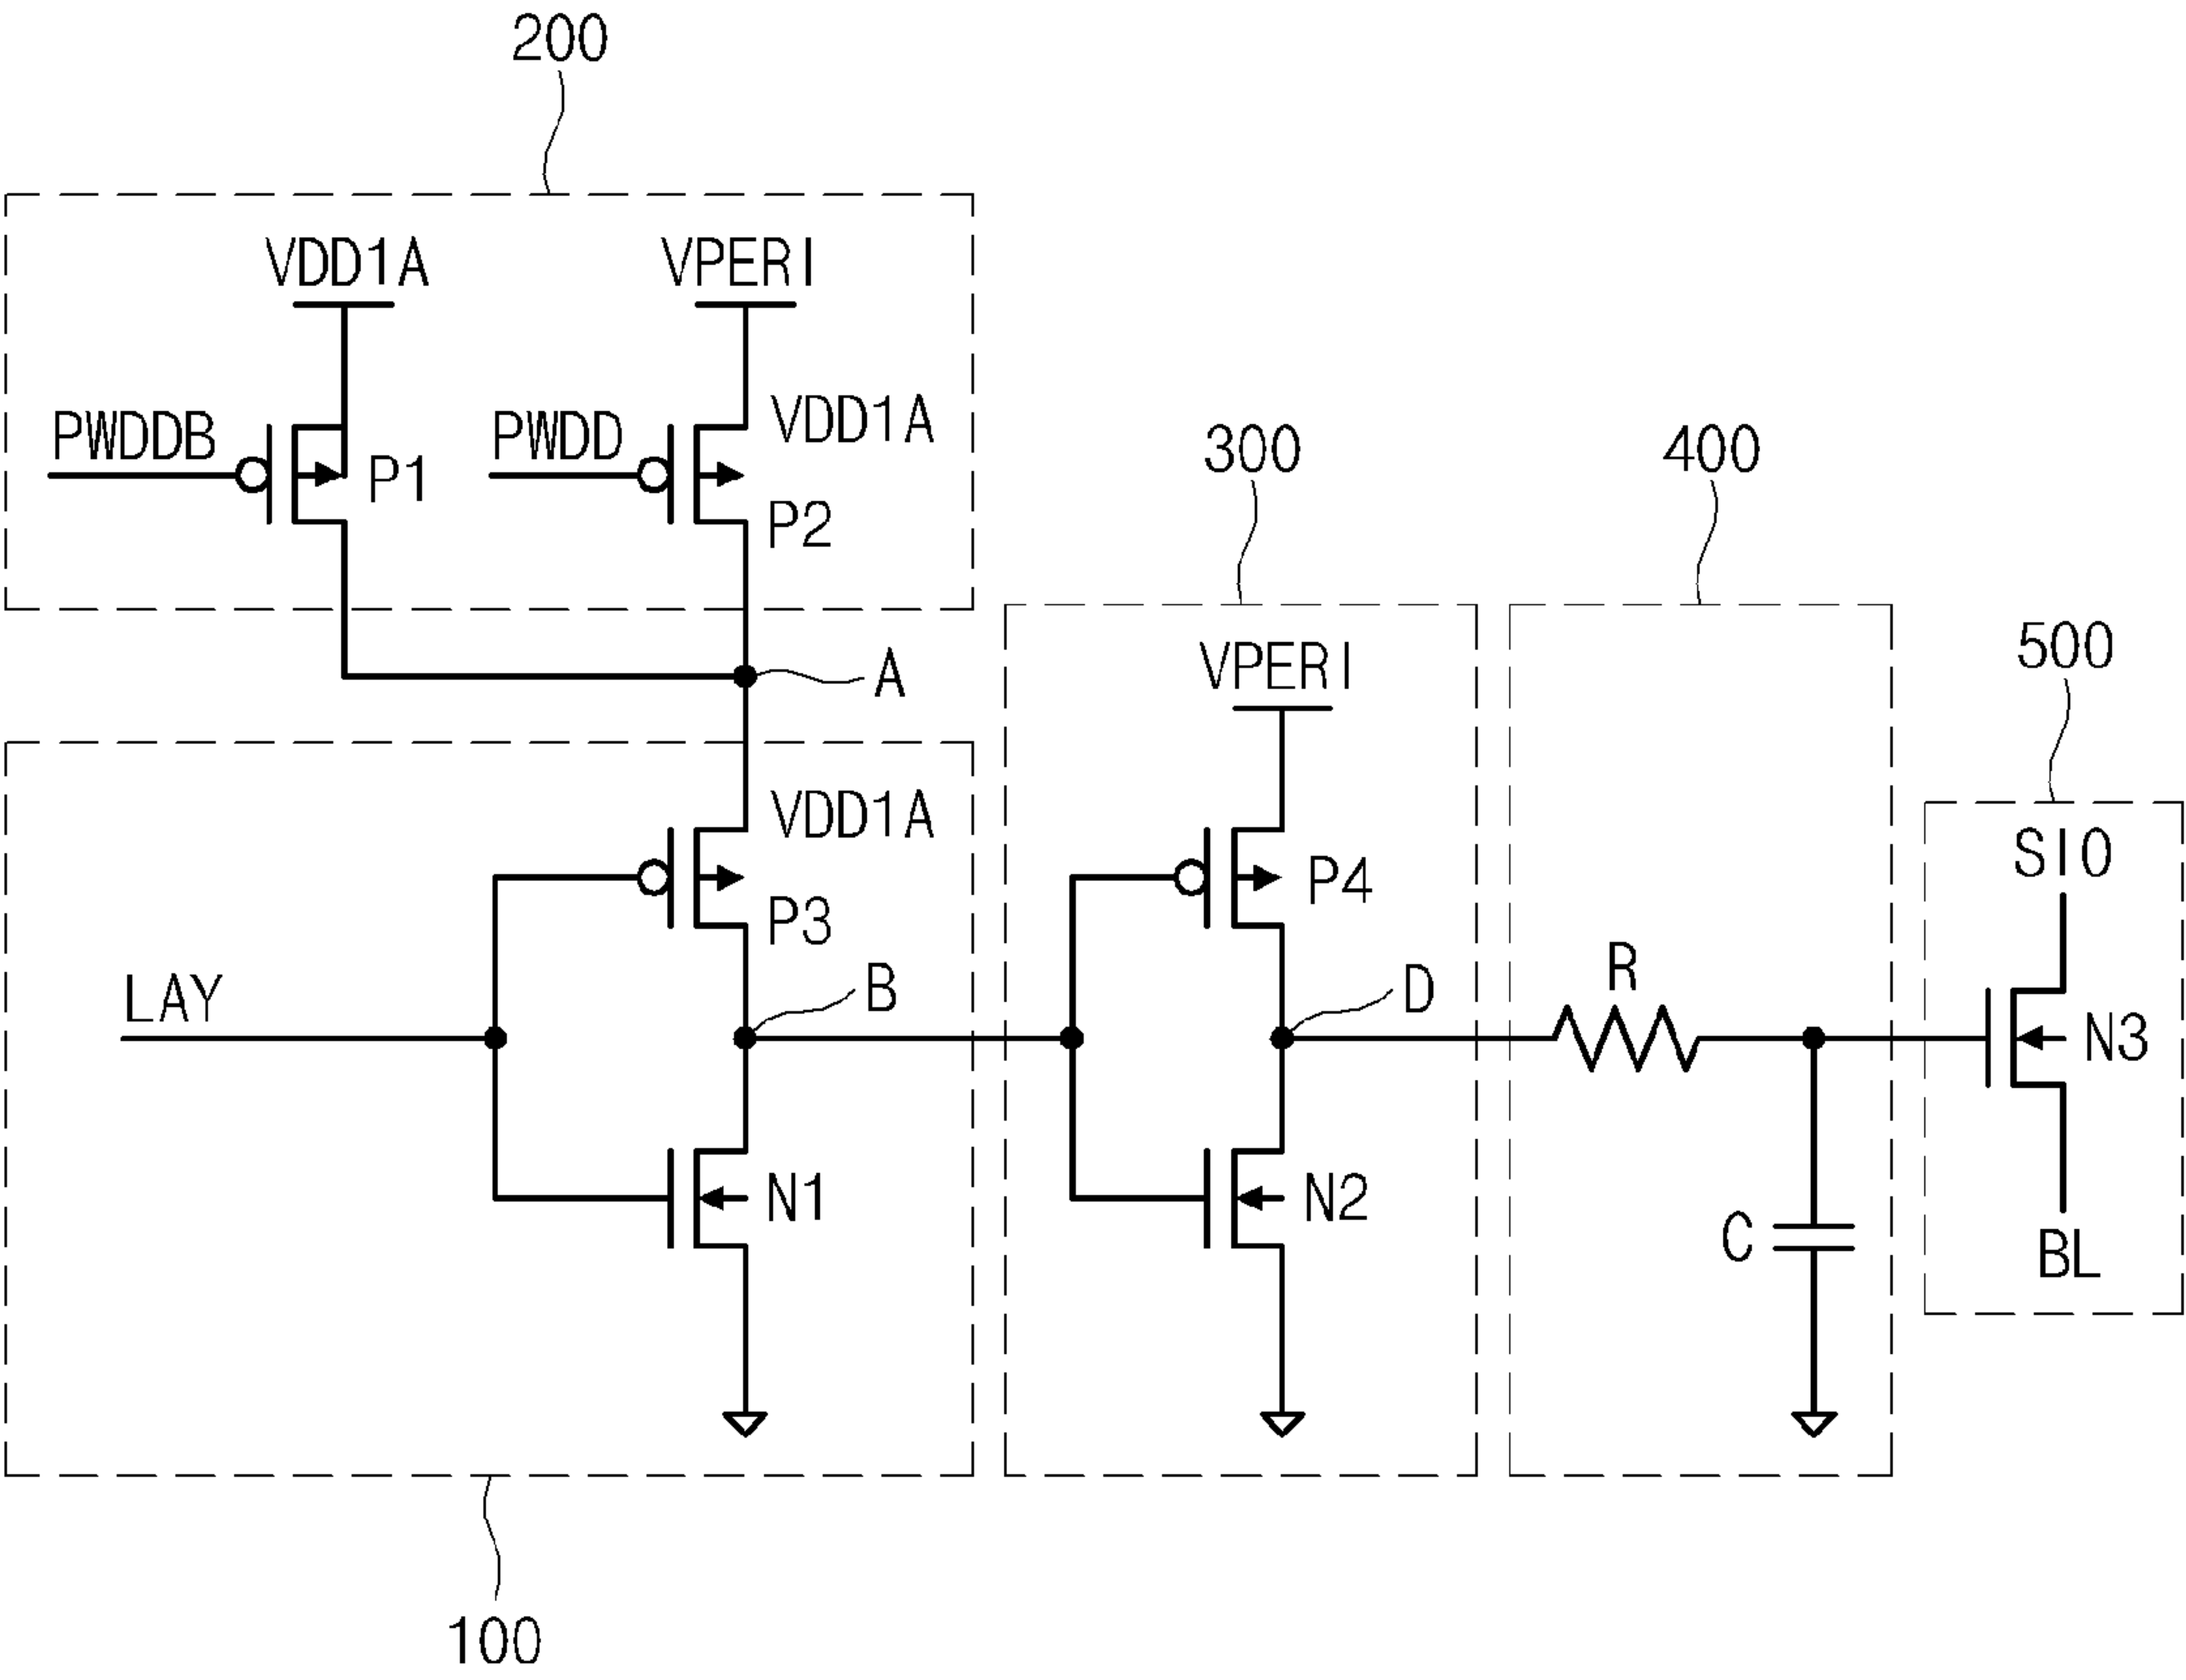 200
VDD1A
VPERI
PWDDB
P1
PWDD
VDD1A
P2
A
300
400
500
VPERI
VDD1A
P3
P4
SIO
LAY
B
D
R
N3
N1
N2
C
BL
100